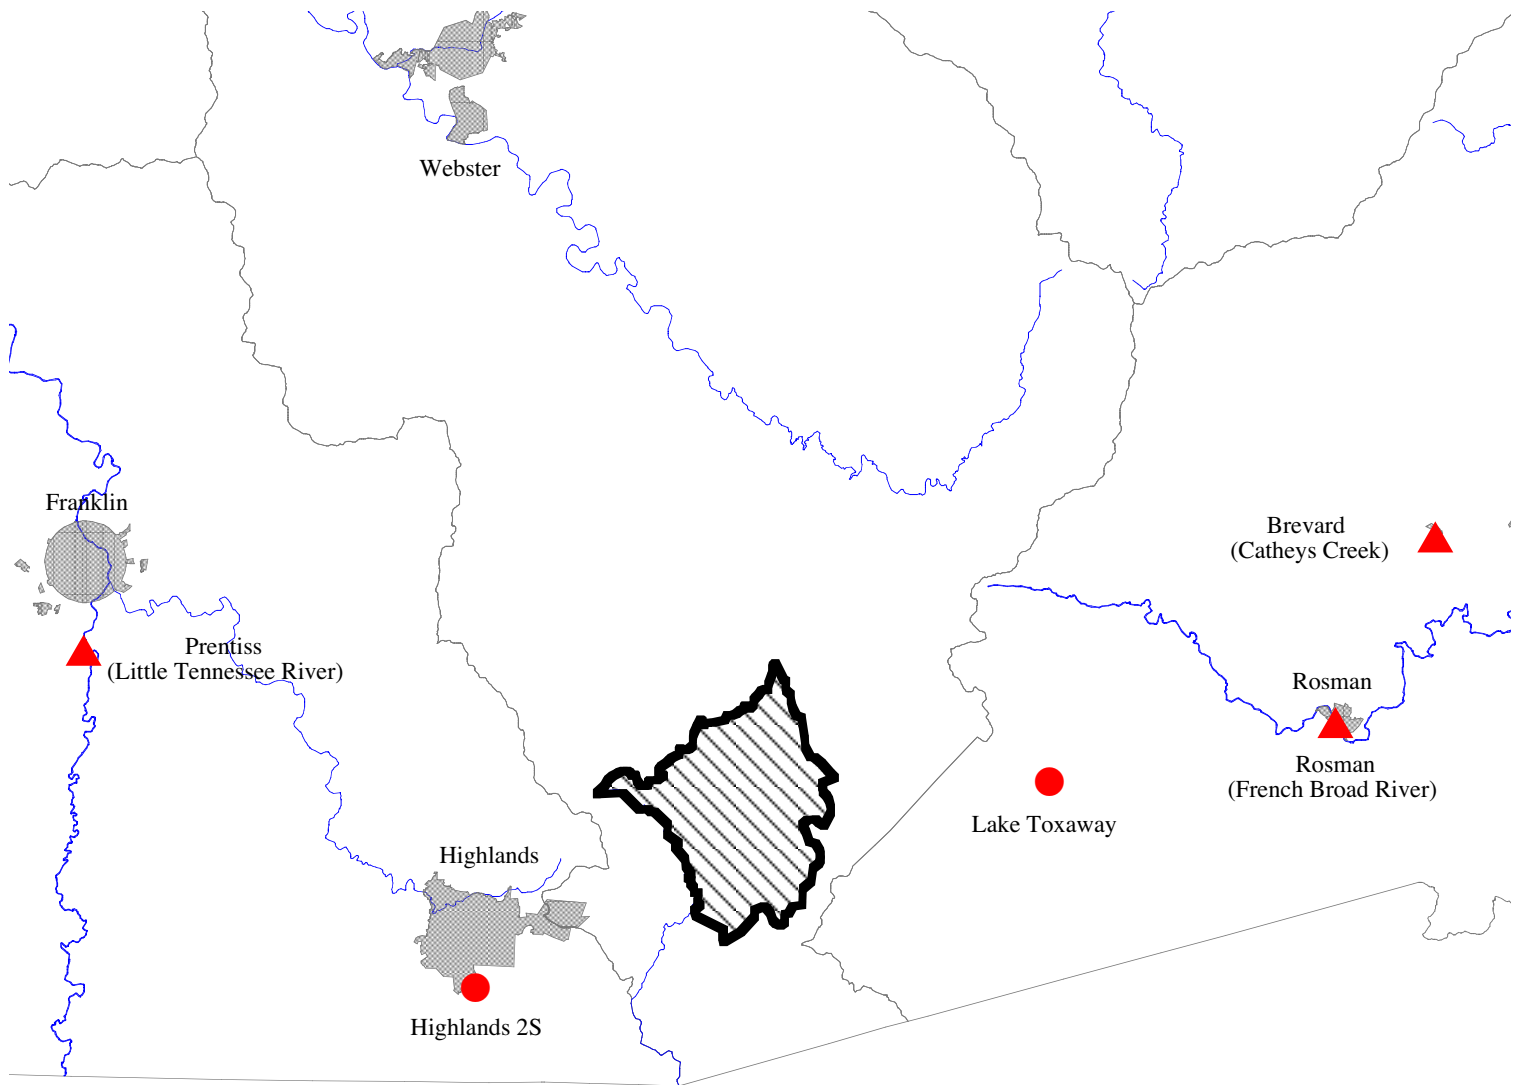 Webster
Franklin
Brevard
(Catheys Creek)
Prentiss
(Little Tennessee River)
Rosman
Rosman
(French Broad River)
Lake Toxaway
Highlands
Highlands 2S